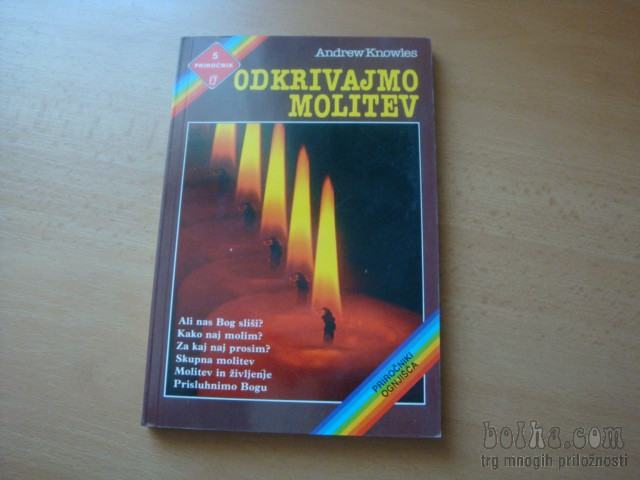 Andrew Knowles
5
PRIROČNIK
ODKRIVAJMO
MOLITEV
Ali nas Bog sliši?
Kako naj molim?
Za kaj naj prosim?
Skupna molitev
Molitev in življenje
Prisluhnimo Bogu
PRIROČNIKI
OGNJIŠČA
bolha.com
trg mnogih priložnosti